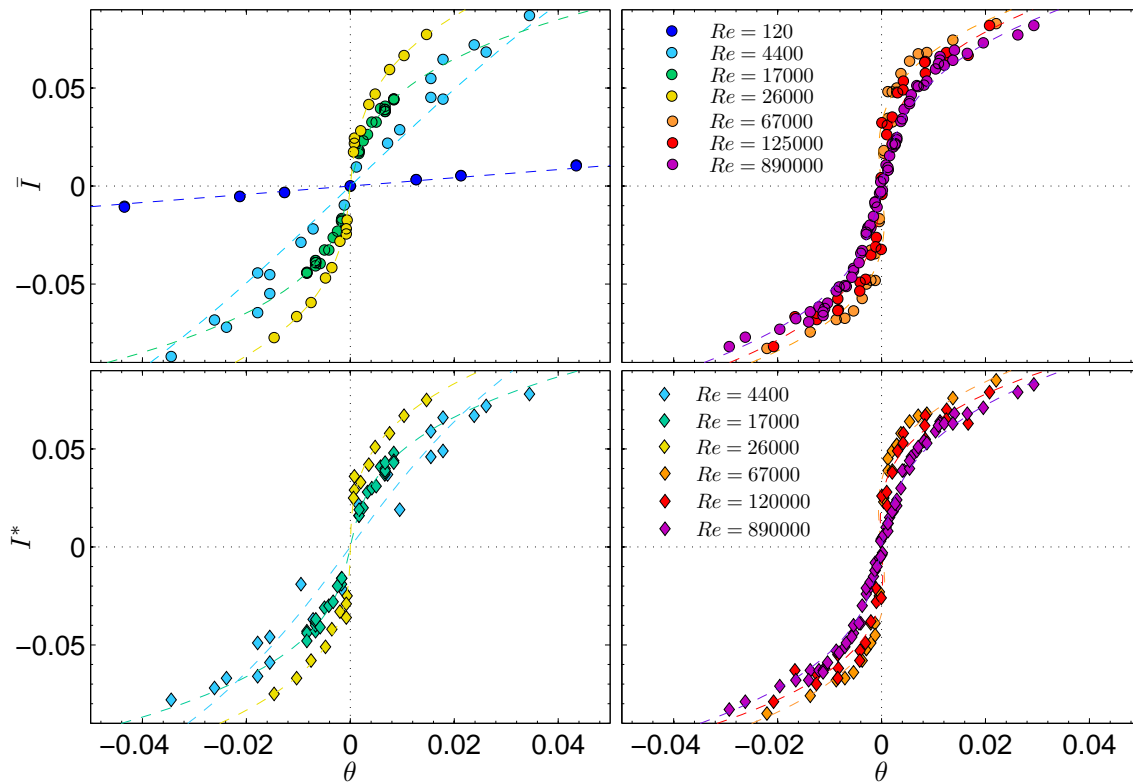 0.05
0
−0.05
Ī
Re = 120
Re = 4400
Re = 17000
Re = 26000
Re = 67000
Re = 125000
Re = 890000
0.05
0
−0.05
I*
Re = 4400
Re = 17000
Re = 26000
Re = 67000
Re = 120000
Re = 890000
−0.04 −0.02 0 0.02 0.04
θ
−0.04 −0.02 0 0.02 0.04
θ